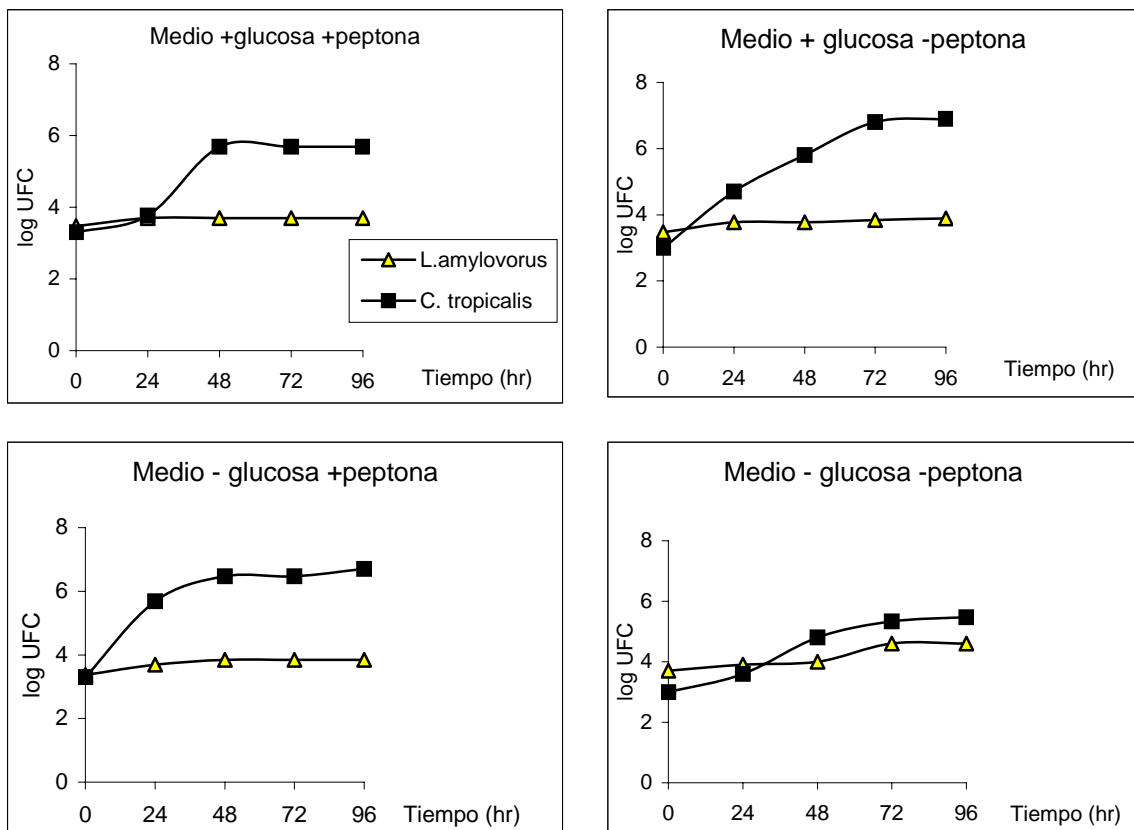 Medio +glucosa +peptona
8
6
4
2
0
log UFC
0 24 48 72 96
Tiempo (hr)
L.amylovorus
C. tropicalis
Medio + glucosa -peptona
8
6
4
2
0
log UFC
0 24 48 72 96
Tiempo (hr)
Medio - glucosa +peptona
8
6
4
2
0
log UFC
0 24 48 72 96
Tiempo (hr)
Medio - glucosa -peptona
8
6
4
2
0
log UFC
0 24 48 72 96
Tiempo (hr)